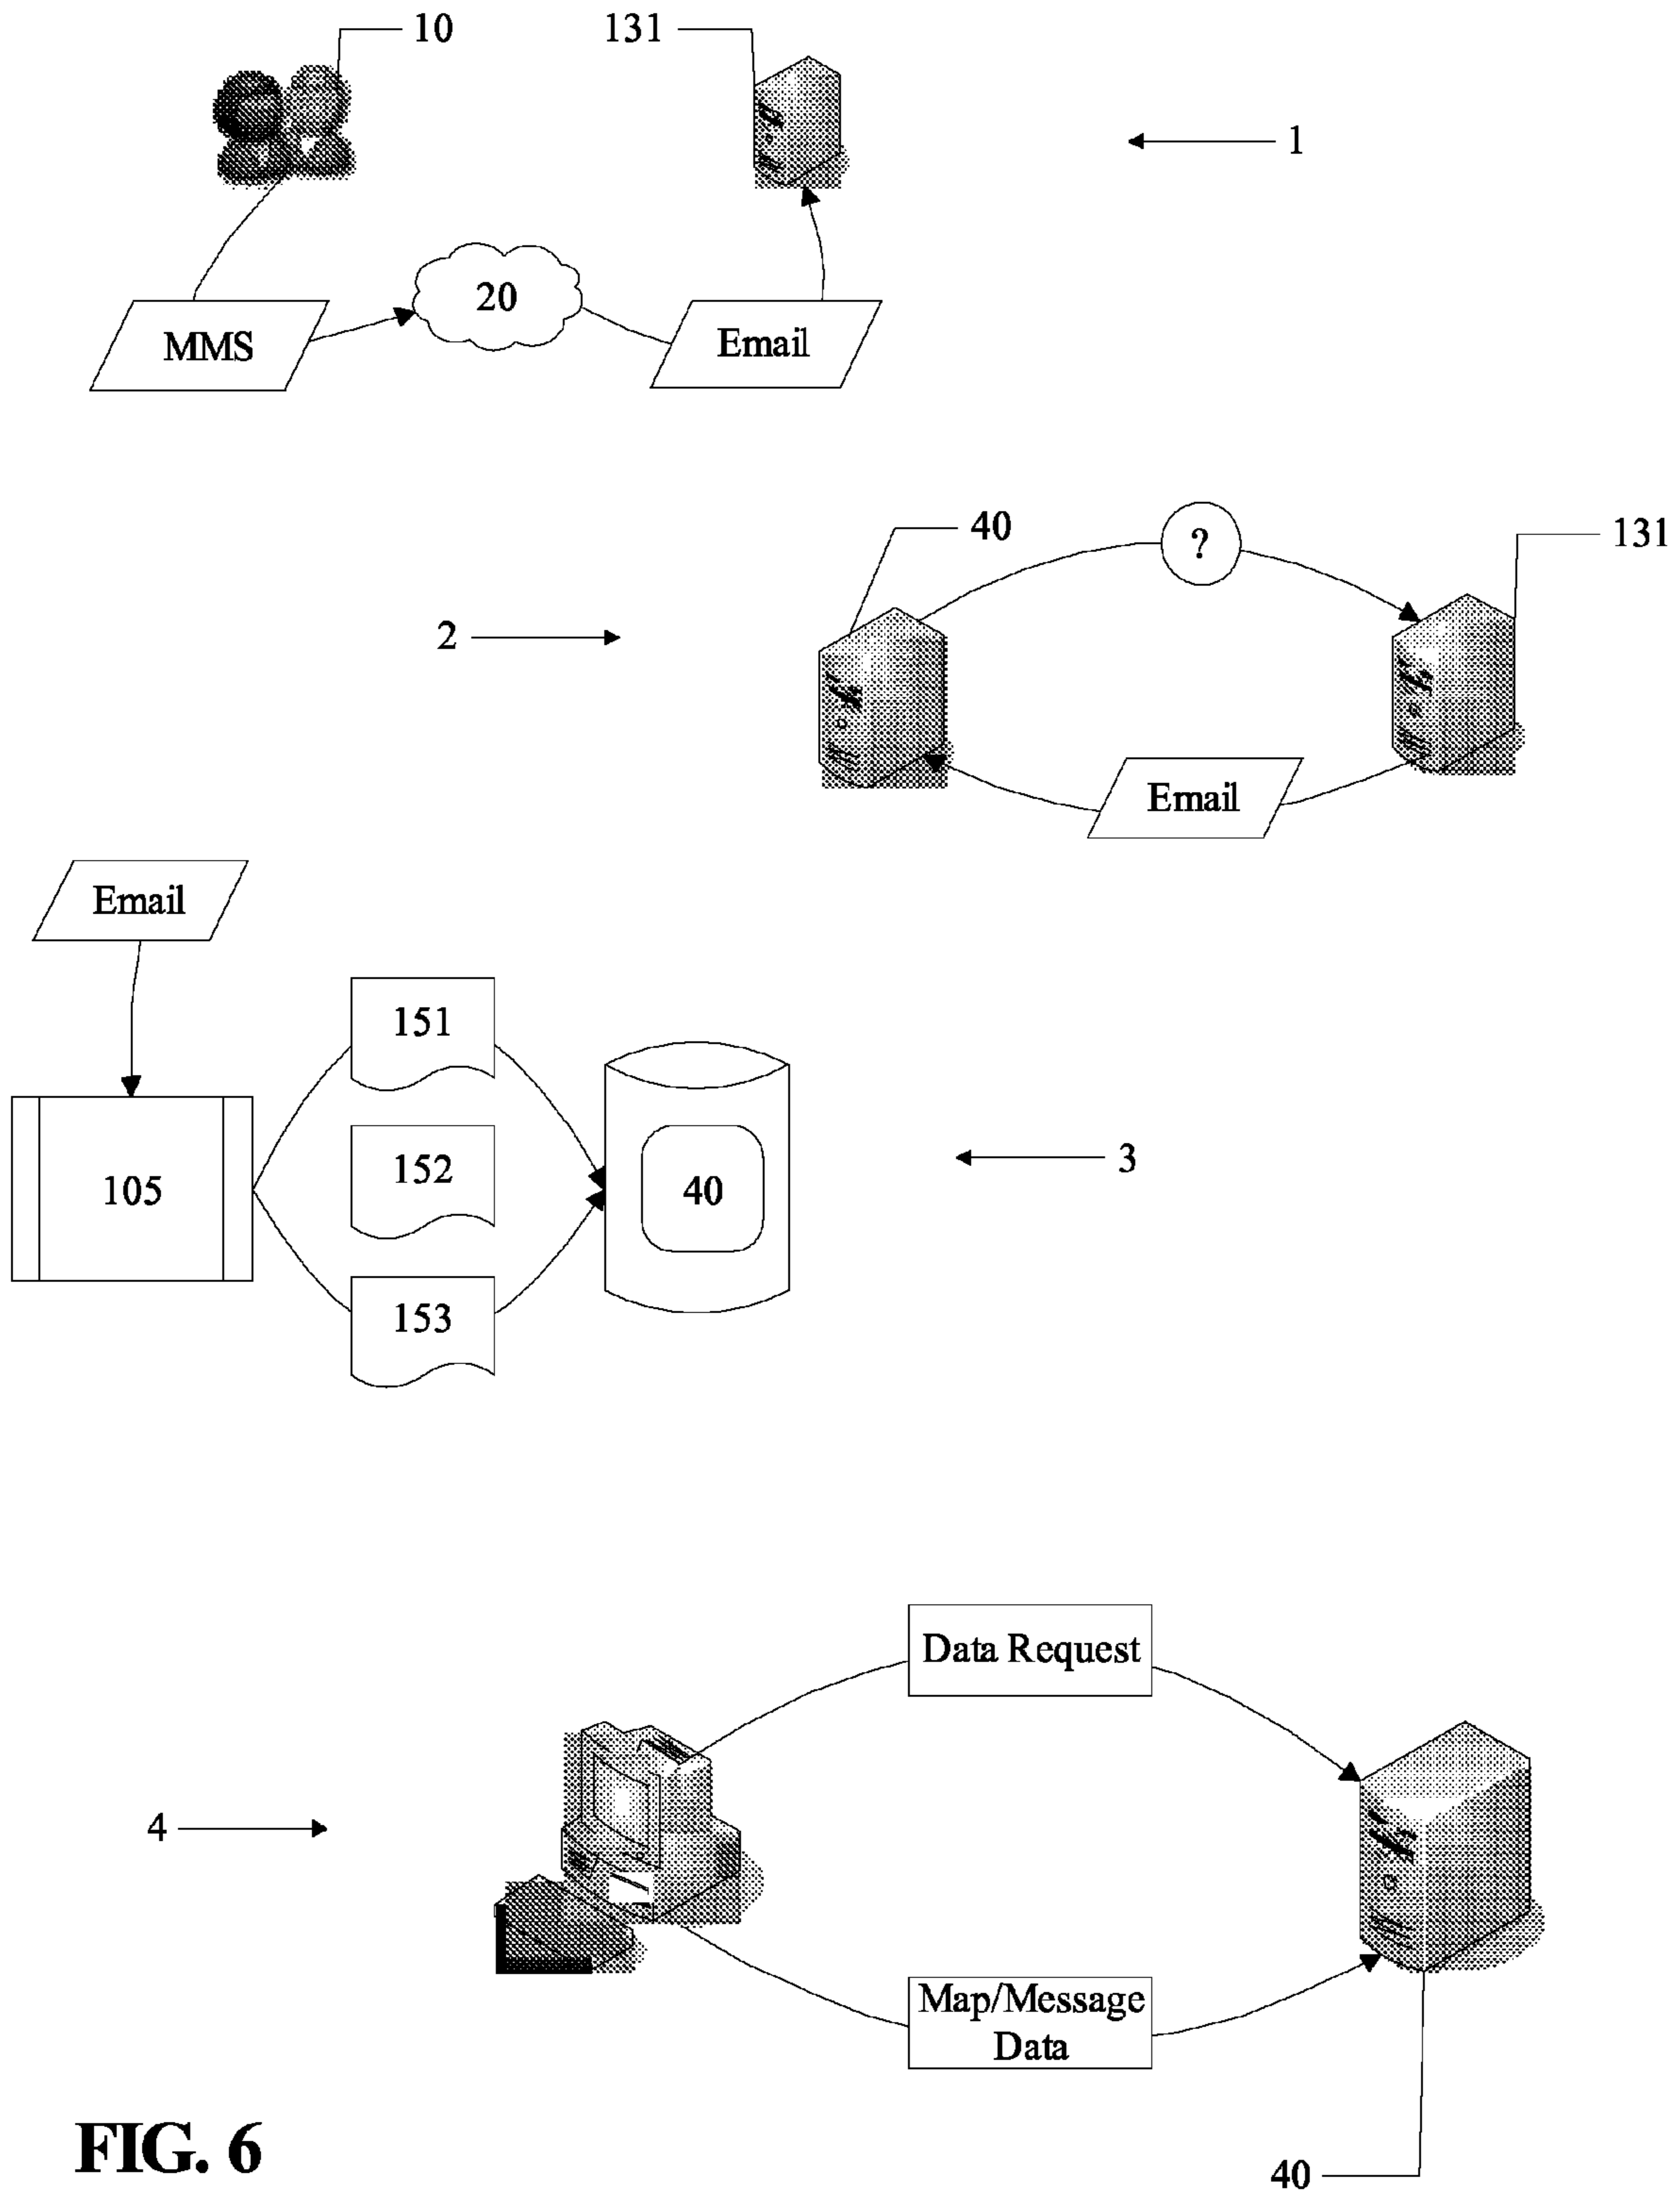 10
131
1
20
MMS
Email
40
?
131
2
Email
Email
151
152
3
105
40
153
Data Request
4
Map/Message
Data
FIG. 6
40